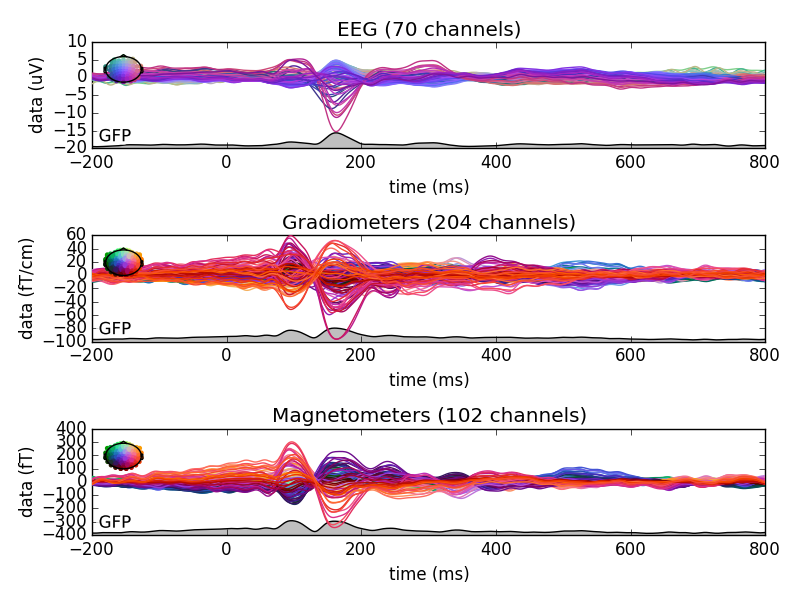 EEG (70 channels)
data (uV)
10
5
0
−5
−10
−15
−20
GFP
−200 0 200 400 600 800
time (ms)
Gradiometers (204 channels)
data (fT/cm)
60
40
20
0
−20
−40
−60
−80
−100
GFP
−200 0 200 400 600 800
time (ms)
Magnetometers (102 channels)
data (fT)
400
300
200
100
0
−100
−200
−300
−400
GFP
−200 0 200 400 600 800
time (ms)